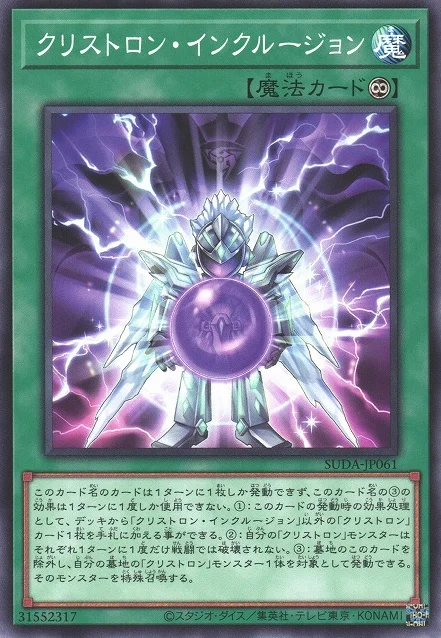 クリストロン・インクルージョン 魔
【魔法カード∞】
SUDA-JP061
このカード名のカードは1ターンに1枚しか発動できず、このカード名の③の
効果は1ターンに1度しか使用できない。①：このカードの発動時の効果処理
として、デッキから「クリストロン・インクルージョン」以外の「クリストロン」
カード1枚を手札に加える事ができる。②：自分の「クリストロン」モンスターは
それぞれ1ターンに1度だけ戦闘では破壊されない。③：墓地のこのカードを
除外し、自分の墓地の「クリストロン」モンスター1体を対象として発動できる。
そのモンスターを特殊召喚する。
31552317 ©スタジオ・ダイス／集英社・テレビ東京・KONAMI